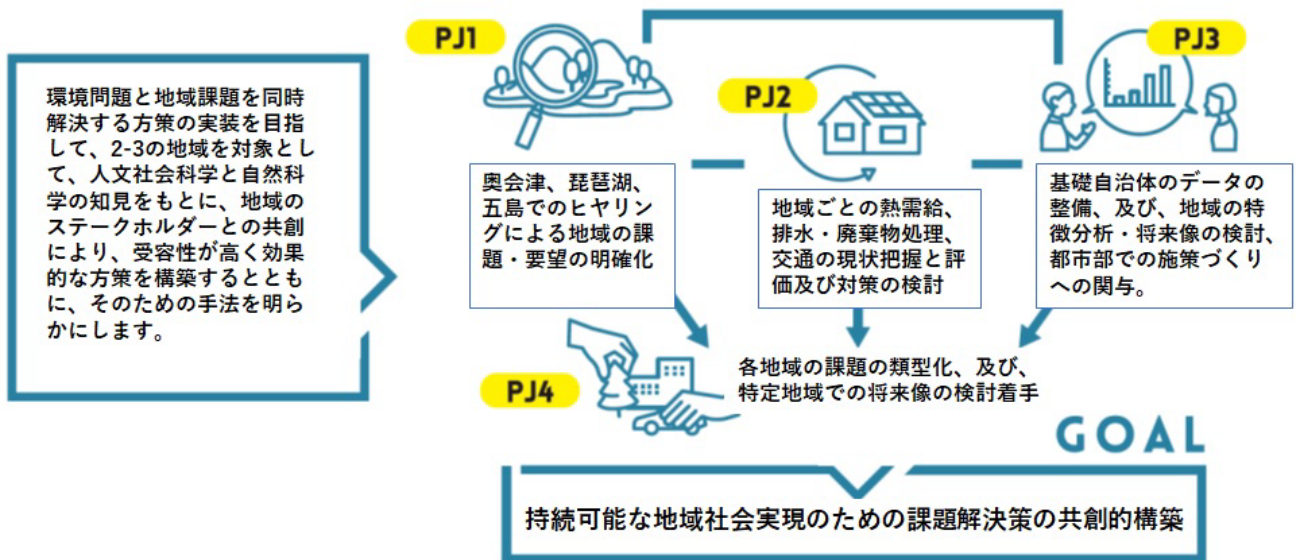 環境問題と地域課題を同時
解決する方策の実装を目指
して、2-3の地域を対象とし
て、人文社会科学と自然科
学の知見をもとに、地域の
ステークホルダーとの共創
により、受容性が高く効果
的な方策を構築するととも
に、そのための手法を明ら
かにします。
PJ1
奥会津、琵琶湖、
五島でのヒヤリン
グによる地域の課
題・要望の明確化
PJ2
地域ごとの熱需給、
排水・廃棄物処理、
交通の現状把握と評
価及び対策の検討
PJ3
基礎自治体のデータの
整備、及び、地域の特
徴分析・将来像の検討、
都市部での施策づくり
への関与。
PJ4
各地域の課題の類型化、及び、
特定地域での将来像の検討着手
GOAL
持続可能な地域社会実現のための課題解決策の共創的構築